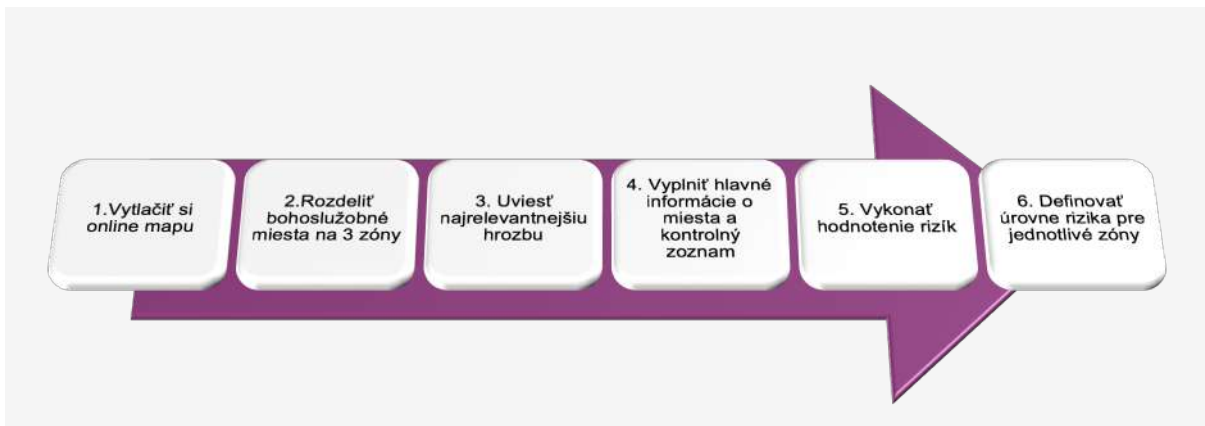 1.Vytlačiť si
online mapu
2.Rozdeliť
bohoslužobné
miesta na 3 zóny
3. Uviesť
najrelevantnejšiu
hrozbu
4. Vyplniť hlavné
informácie o
miesta a
kontrolný
zoznam
5. Vykonať
hodnotenie rizík
6. Definovať
úrovne rizika pre
jednotlivé zóny